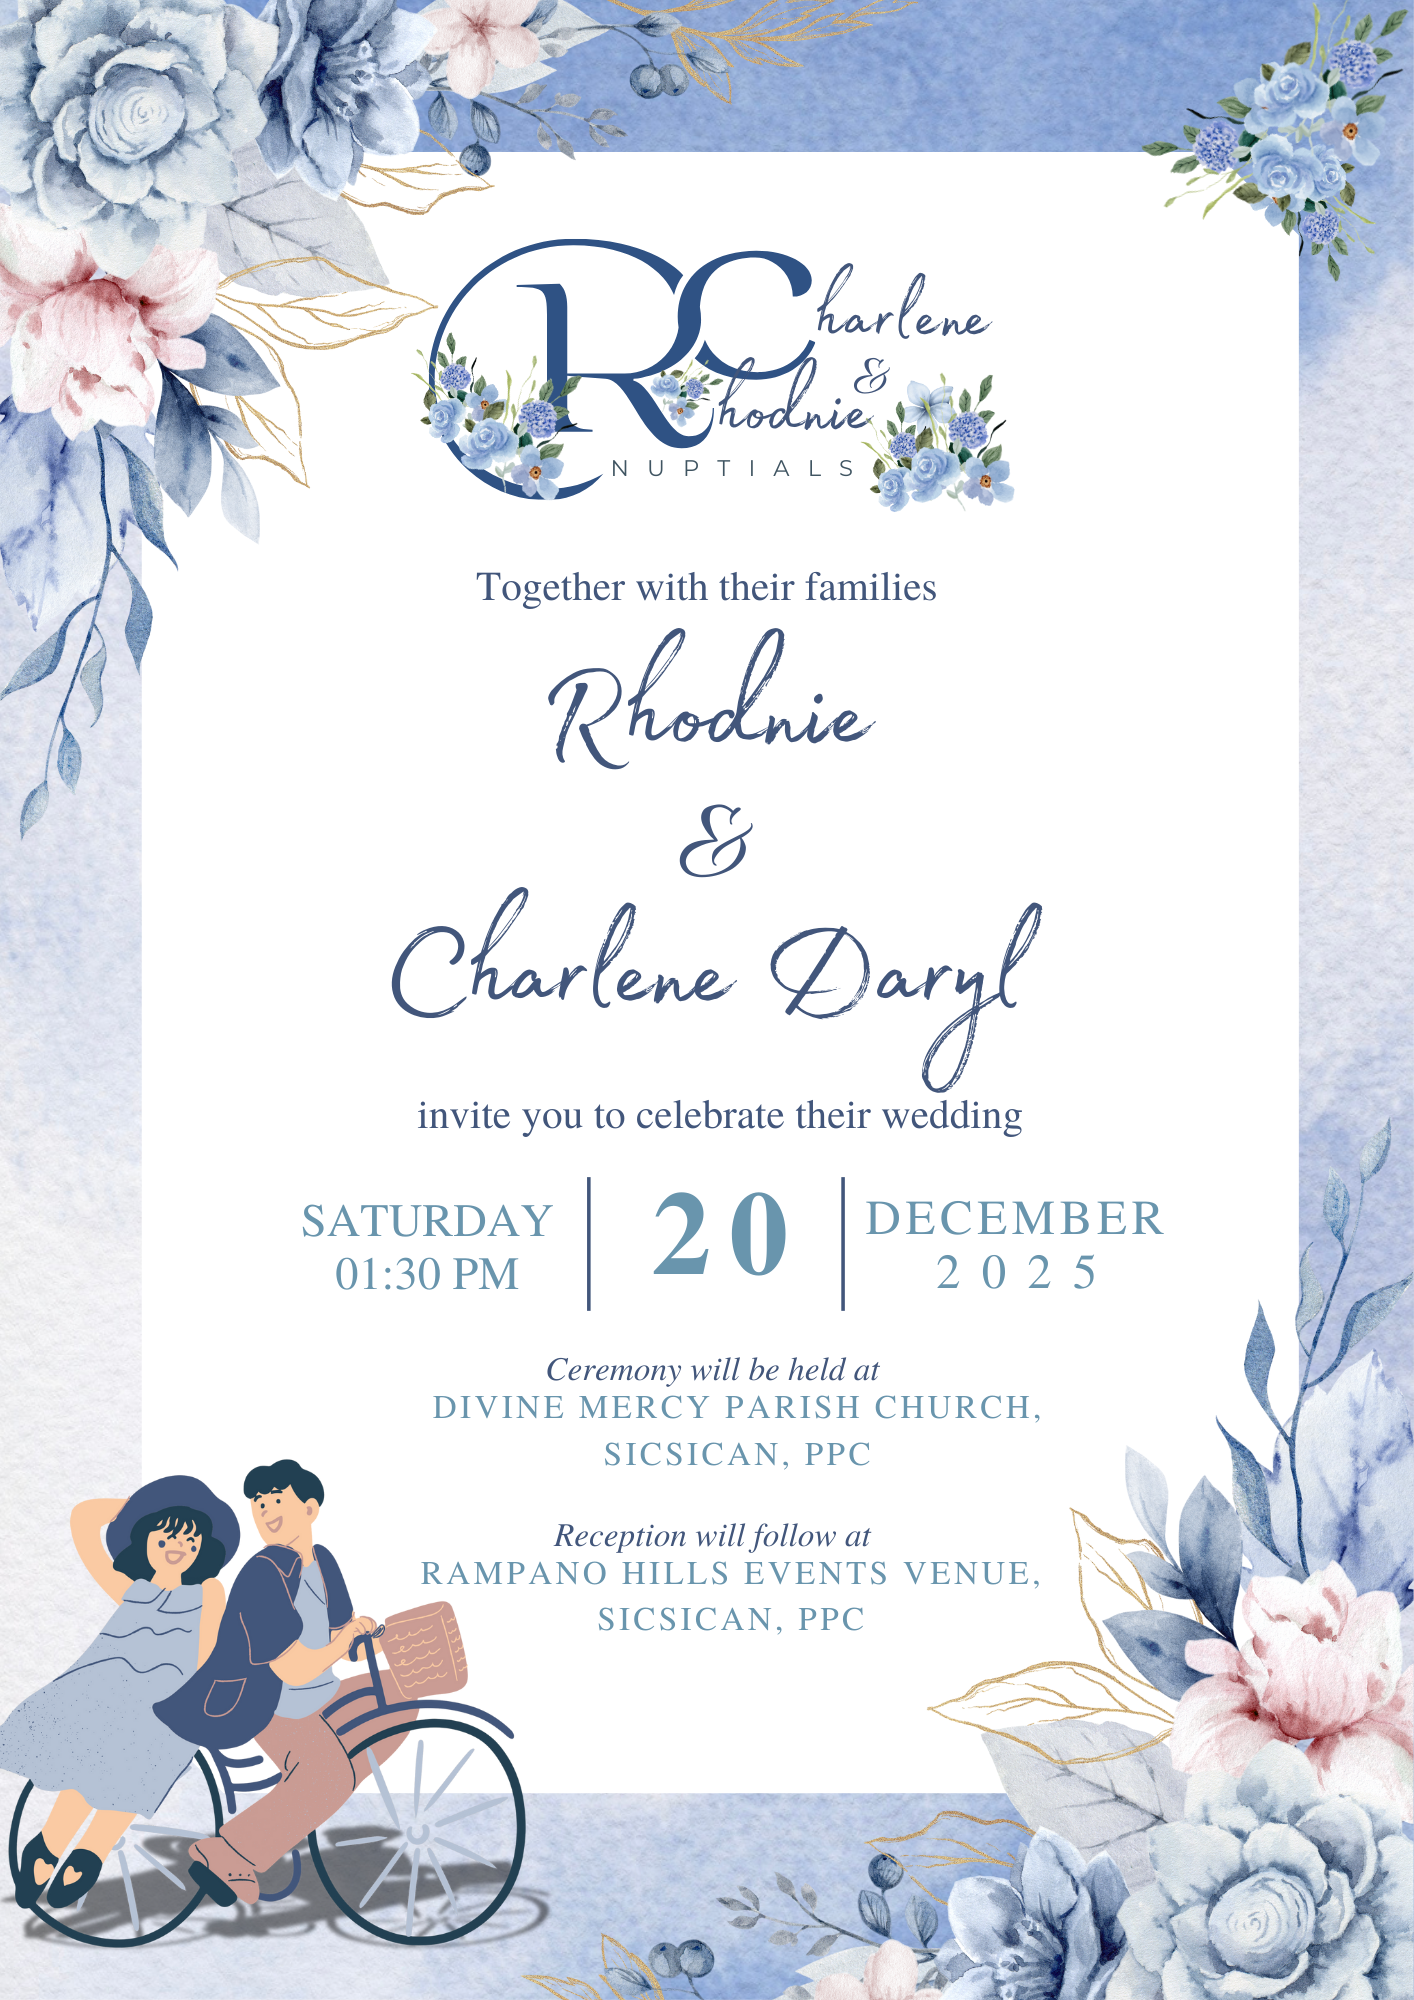 RC
Charlene
&
Rhodnie
NUPTIALS
Together with their families
Rhodnie
&
Charlene Daryl
invite you to celebrate their wedding
SATURDAY
01:30 PM
20
DECEMBER
2025
Ceremony will be held at
DIVINE MERCY PARISH CHURCH,
SICSICAN, PPC
Reception will follow at
RAMPANO HILLS EVENTS VENUE,
SICSICAN, PPC